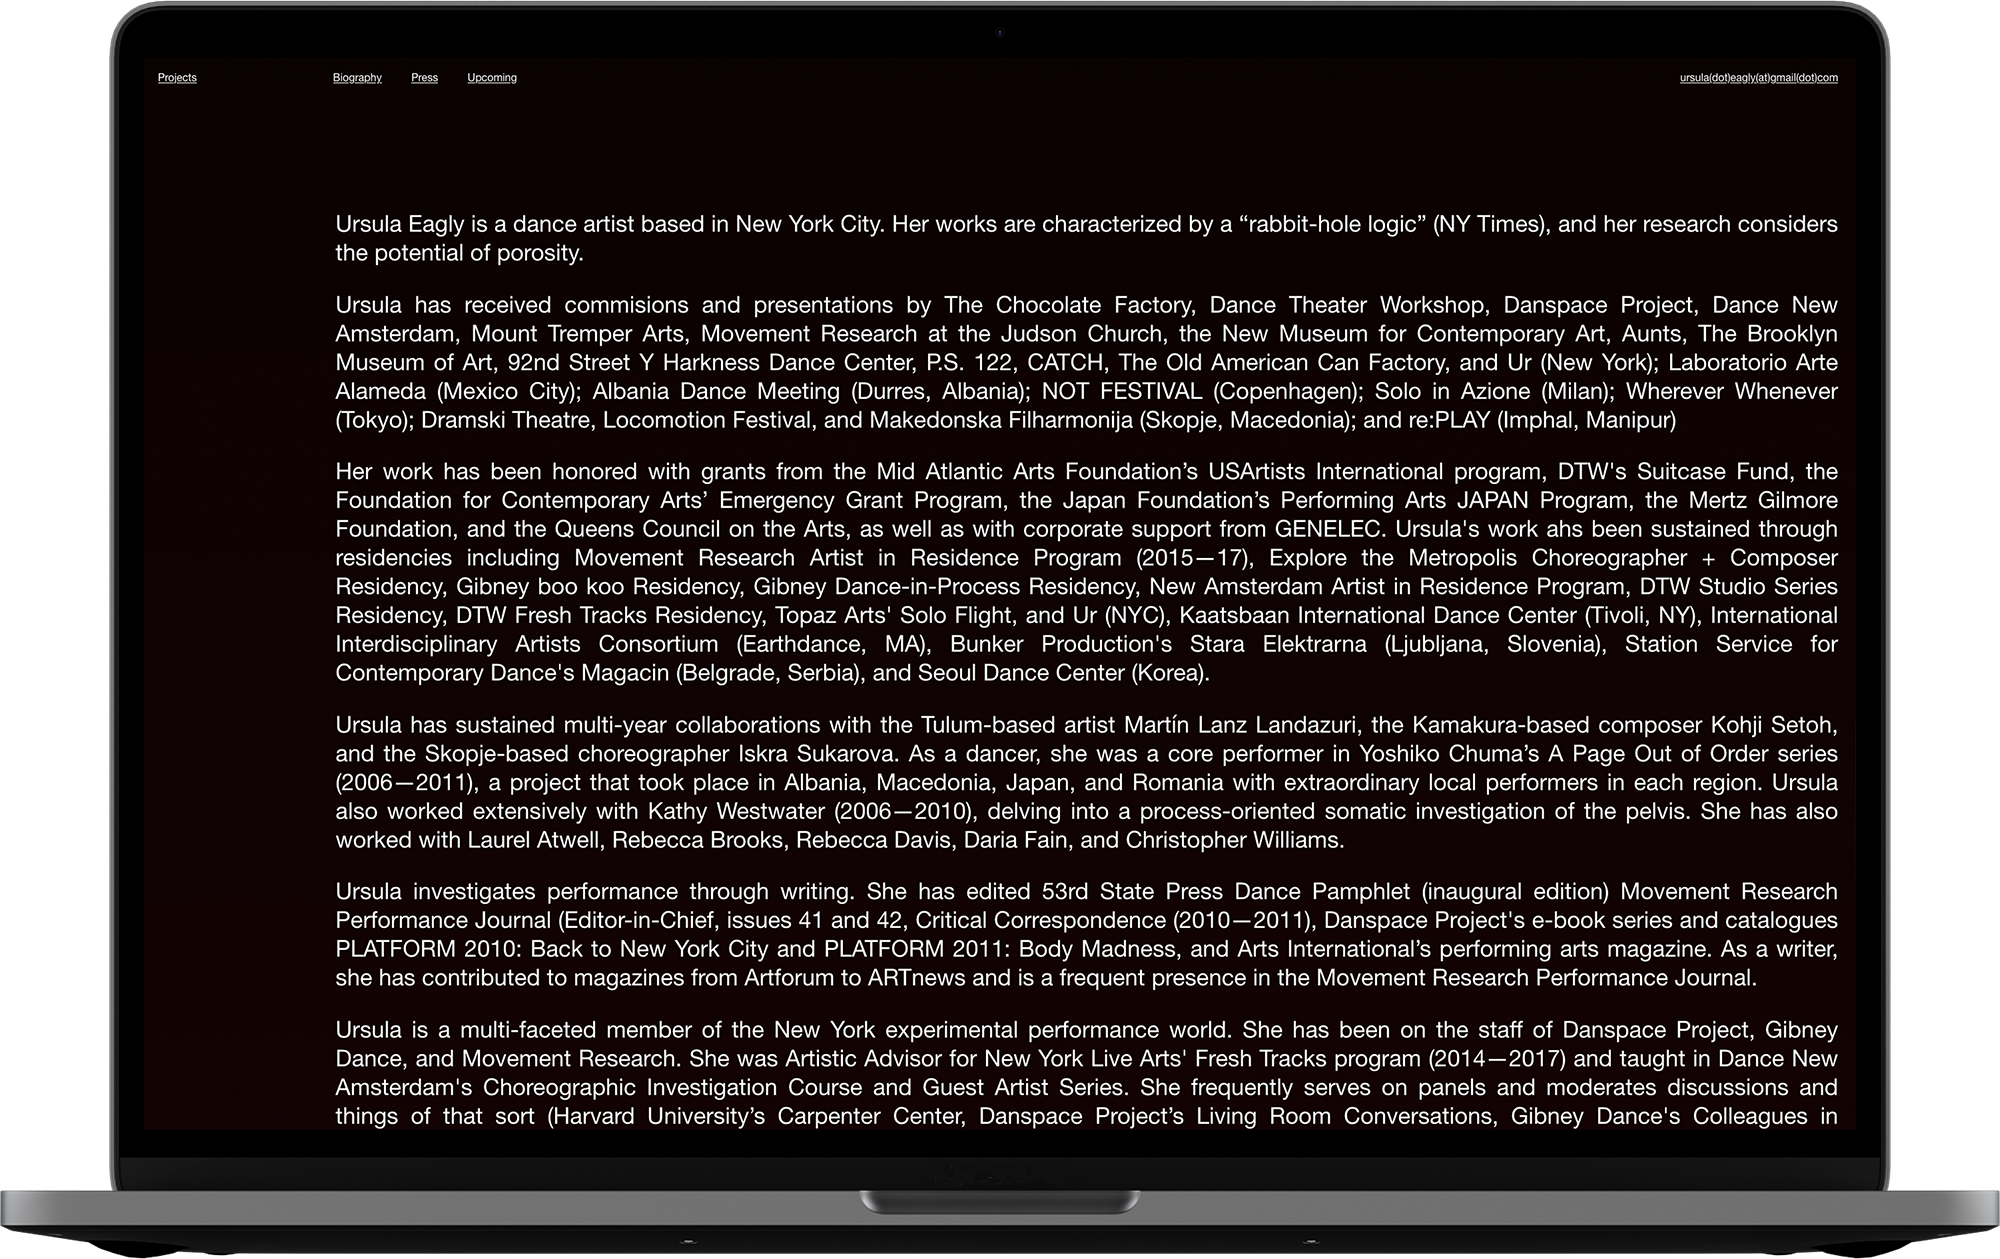 Projects Biography Press Upcoming ursula(dot)eagly(at)gmail(dot)com
Ursula Eagly is a dance artist based in New York City. Her works are characterized by a “rabbit-hole logic” (NY Times), and her research considers
the potential of porosity.
Ursula has received commisions and presentations by The Chocolate Factory, Dance Theater Workshop, Danspace Project, Dance New
Amsterdam, Mount Tremper Arts, Movement Research at the Judson Church, the New Museum for Contemporary Art, Aunts, The Brooklyn
Museum of Art, 92nd Street Y Harkness Dance Center, P.S. 122, CATCH, The Old American Can Factory, and Ur (New York); Laboratorio Arte
Alameda (Mexico City); Albania Dance Meeting (Durres, Albania); NOT FESTIVAL (Copenhagen); Solo in Azione (Milan); Wherever Whenever
(Tokyo); Dramski Theatre, Locomotion Festival, and Makedonska Filharmonija (Skopje, Macedonia); and re:PLAY (Imphal, Manipur)
Her work has been honored with grants from the Mid Atlantic Arts Foundation’s USArtists International program, DTW's Suitcase Fund, the
Foundation for Contemporary Arts’ Emergency Grant Program, the Japan Foundation’s Performing Arts JAPAN Program, the Mertz Gilmore
Foundation, and the Queens Council on the Arts, as well as with corporate support from GENELEC. Ursula's work ahs been sustained through
residencies including Movement Research Artist in Residence Program (2015—17), Explore the Metropolis Choreographer + Composer
Residency, Gibney boo koo Residency, Gibney Dance-in-Process Residency, New Amsterdam Artist in Residence Program, DTW Studio Series
Residency, DTW Fresh Tracks Residency, Topaz Arts' Solo Flight, and Ur (NYC), Kaatsbaan International Dance Center (Tivoli, NY), International
Interdisciplinary Artists Consortium (Earthdance, MA), Bunker Production's Stara Elektrarna (Ljubljana, Slovenia), Station Service for
Contemporary Dance's Magacin (Belgrade, Serbia), and Seoul Dance Center (Korea).
Ursula has sustained multi-year collaborations with the Tulum-based artist Martín Lanz Landazuri, the Kamakura-based composer Kohji Setoh,
and the Skopje-based choreographer Iskra Sukarova. As a dancer, she was a core performer in Yoshiko Chuma’s A Page Out of Order series
(2006—2011), a project that took place in Albania, Macedonia, Japan, and Romania with extraordinary local performers in each region. Ursula
also worked extensively with Kathy Westwater (2006—2010), delving into a process-oriented somatic investigation of the pelvis. She has also
worked with Laurel Atwell, Rebecca Brooks, Rebecca Davis, Daria Fain, and Christopher Williams.
Ursula investigates performance through writing. She has edited 53rd State Press Dance Pamphlet (inaugural edition) Movement Research
Performance Journal (Editor-in-Chief, issues 41 and 42, Critical Correspondence (2010—2011), Danspace Project's e-book series and catalogues
PLATFORM 2010: Back to New York City and PLATFORM 2011: Body Madness, and Arts International’s performing arts magazine. As a writer,
she has contributed to magazines from Artforum to ARTnews and is a frequent presence in the Movement Research Performance Journal.
Ursula is a multi-faceted member of the New York experimental performance world. She has been on the staff of Danspace Project, Gibney
Dance, and Movement Research. She was Artistic Advisor for New York Live Arts' Fresh Tracks program (2014—2017) and taught in Dance New
Amsterdam's Choreographic Investigation Course and Guest Artist Series. She frequently serves on panels and moderates discussions and
things of that sort (Harvard University’s Carpenter Center, Danspace Project’s Living Room Conversations, Gibney Dance's Colleagues in